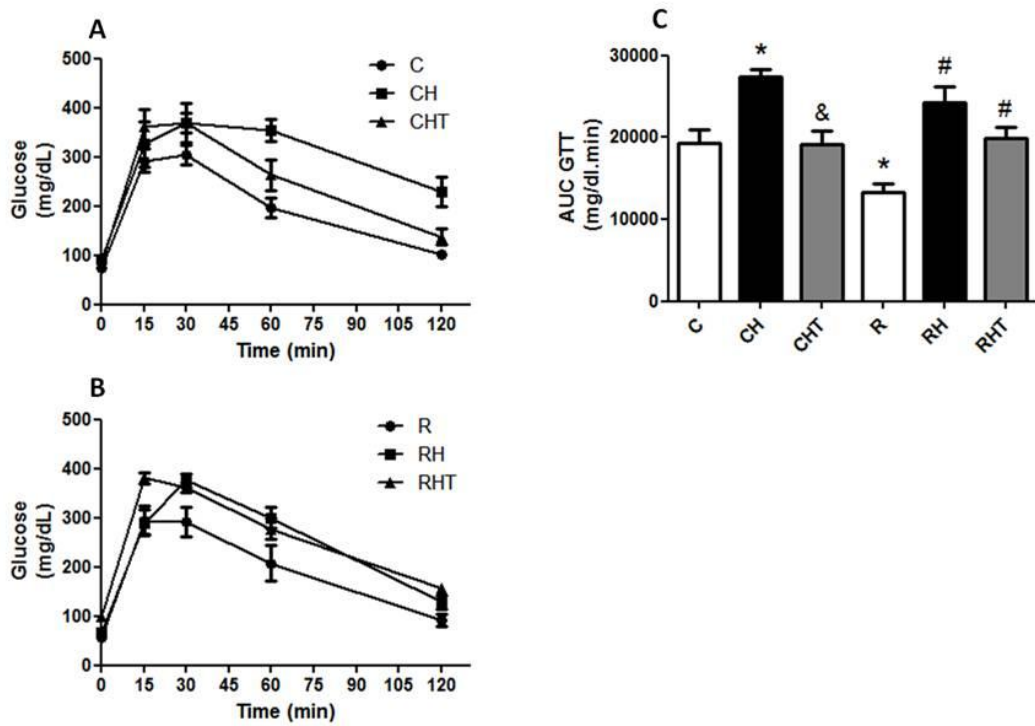 A
500
400
300
200
100
0
Glucose
(mg/dL)
C
CH
CHT
0 15 30 45 60 75 90 105 120
Time (min)
B
500
400
300
200
100
0
Glucose
(mg/dL)
R
RH
RHT
0 15 30 45 60 75 90 105 120
Time (min)
C
30000
20000
10000
0
AUC GTT
(mg/dl.min)
* & * # #
C CH CHT R RH RHT